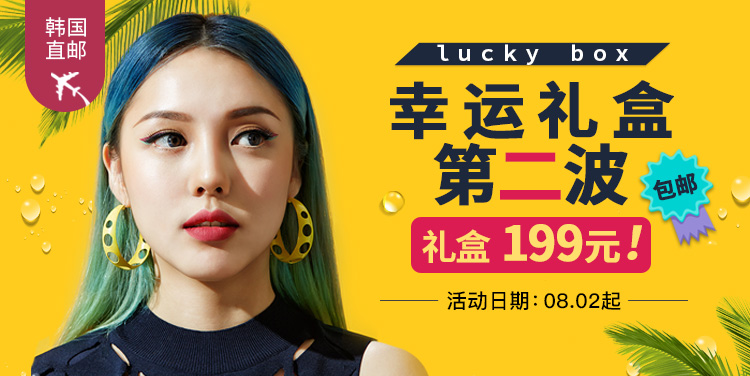 韩国
直邮
lucky box
幸运礼盒
第二波
包邮
礼盒 199元!
活动日期:08.02起